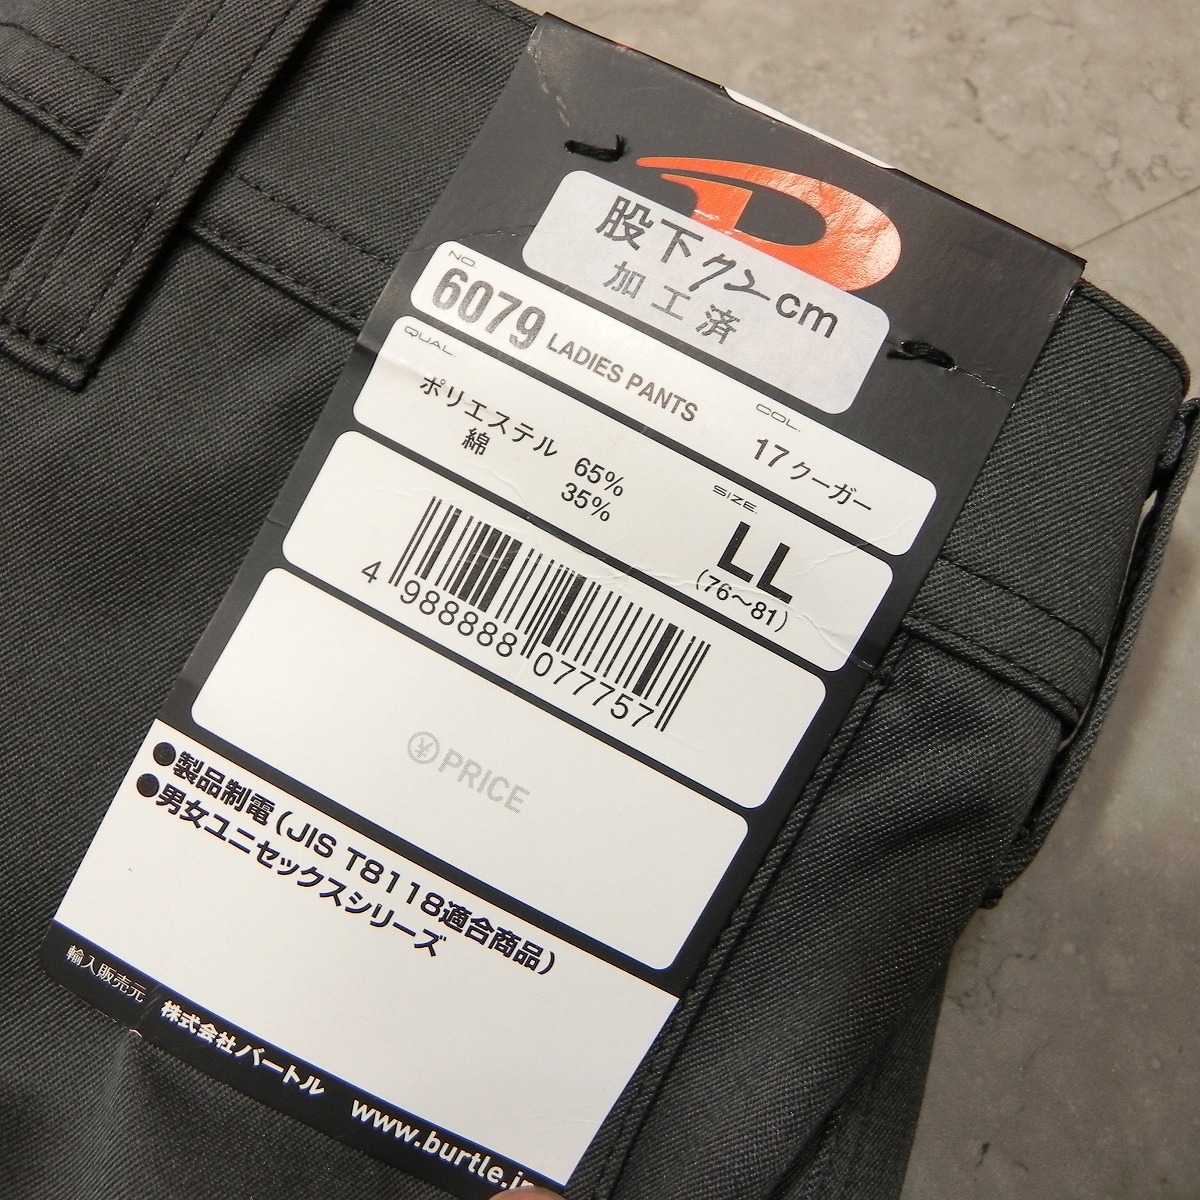 股下72cm
加工済
NO
6079 LADIES PANTS
COL.
17クーガー
QUAL.
ポリエステル 65%
綿 35%
SIZE.
LL
(76〜81)
4 988888 077757
¥ PRICE
●製品制電(JIS T8118適合商品)
●男女ユニセックスシリーズ
輸入販売元 株式会社バートル www.burtle.jp